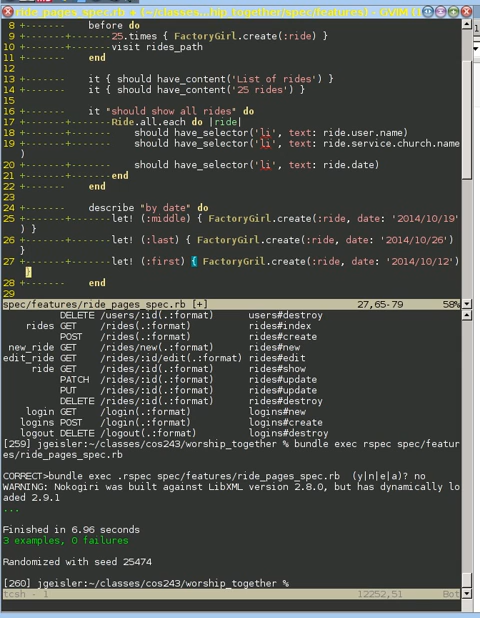 ride_pages_spec.rb + (~/classes...hip_together/spec/features) - GVIM
8 +-------    before do
9 +-------+-------25.times { FactoryGirl.create(:ride) }
10 +-------+-------visit rides_path
11 +-------    end
12
13 +-------    it { should have_content('List of rides') }
14 +-------    it { should have_content('25 rides') }
15
16 +-------    it "should show all rides" do
17 +-------+-------Ride.all.each do |ride|
18 +-------+-------    should have_selector('li', text: ride.user.name)
19 +-------+-------    should have_selector('li', text: ride.service.church.name
)
20 +-------+-------    should have_selector('li', text: ride.date)
21 +-------+-------end
22 +-------    end
23
24 +-------    describe "by date" do
25 +-------+-------let! (:middle) { FactoryGirl.create(:ride, date: '2014/10/19'
) }
26 +-------+-------let! (:last) { FactoryGirl.create(:ride, date: '2014/10/26')
}
27 +-------+-------let! (:first) { FactoryGril.create(:ride, date: '2014/10/12')
}
28 +-------    end
29
spec/features/ride_pages_spec.rb [+] 27,65-79 58%
DELETE /users/:id(.:format) users#destroy
rides GET /rides(.:format) rides#index
POST /rides(.:format) rides#create
new_ride GET /rides/new(.:format) rides#new
edit_ride GET /rides/:id/edit(.:format) rides#edit
ride GET /rides/:id(.:format) rides#show
PATCH /rides/:id(.:format) rides#update
PUT /rides/:id(.:format) rides#update
DELETE /rides/:id(.:format) rides#destroy
login GET /login(.:format) logins#new
logins POST /login(.:format) logins#create
logout DELETE /logout(.:format) logins#destroy
[259] jgeisler:~/classes/cos243/worship_together % bundle exec rspec spec/featur
es/ride_pages_spec.rb
CORRECT>bundle exec .rspec spec/features/ride_pages_spec.rb (y|n|e|a)? no
WARNING: Nokogiri was built against LibXML version 2.8.0, but has dynamically lo
aded 2.9.1
...
Finished in 6.96 seconds
3 examples, 0 failures
Randomized with seed 25474
[260] jgeisler:~/classes/cos243/worship_together %
tcsh - 1 12252,51 Bot